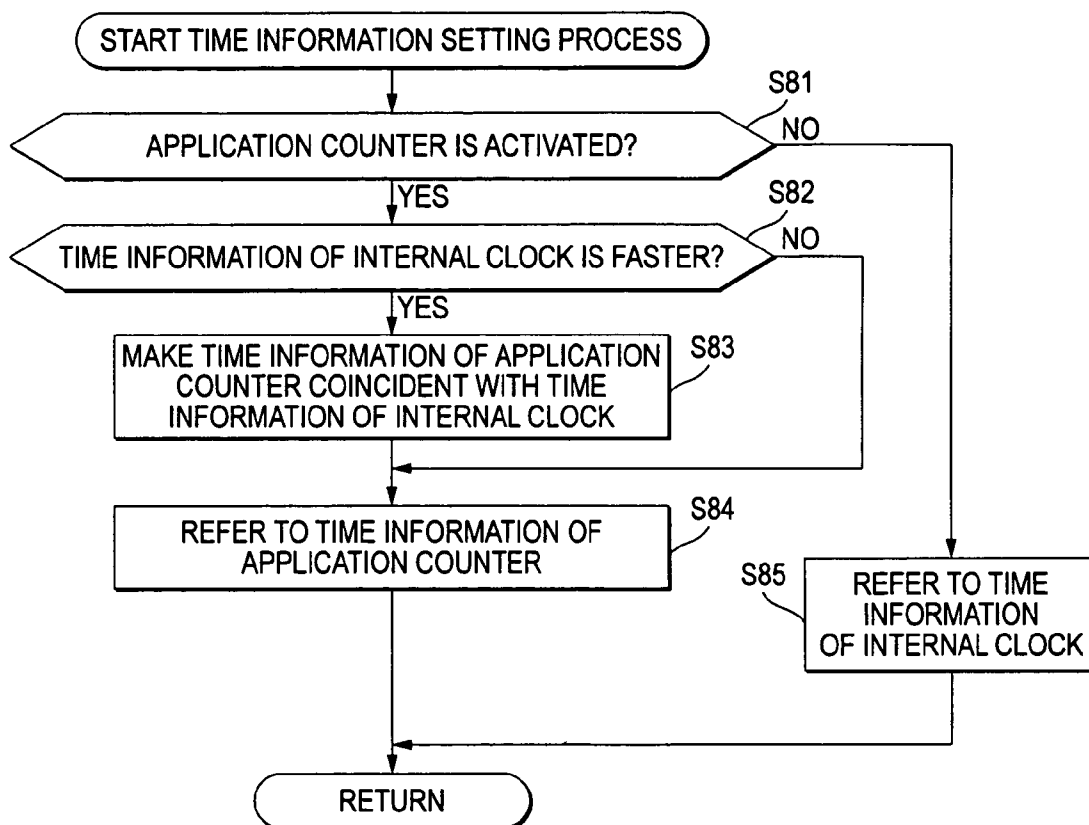 START TIME INFORMATION SETTING PROCESS
S81
APPLICATION COUNTER IS ACTIVATED?
NO
YES
S82
TIME INFORMATION OF INTERNAL CLOCK IS FASTER?
NO
YES
MAKE TIME INFORMATION OF APPLICATION
COUNTER COINCIDENT WITH TIME
INFORMATION OF INTERNAL CLOCK
S83
REFER TO TIME INFORMATION OF
APPLICATION COUNTER
S84
S85
REFER TO TIME
INFORMATION
OF INTERNAL CLOCK
RETURN